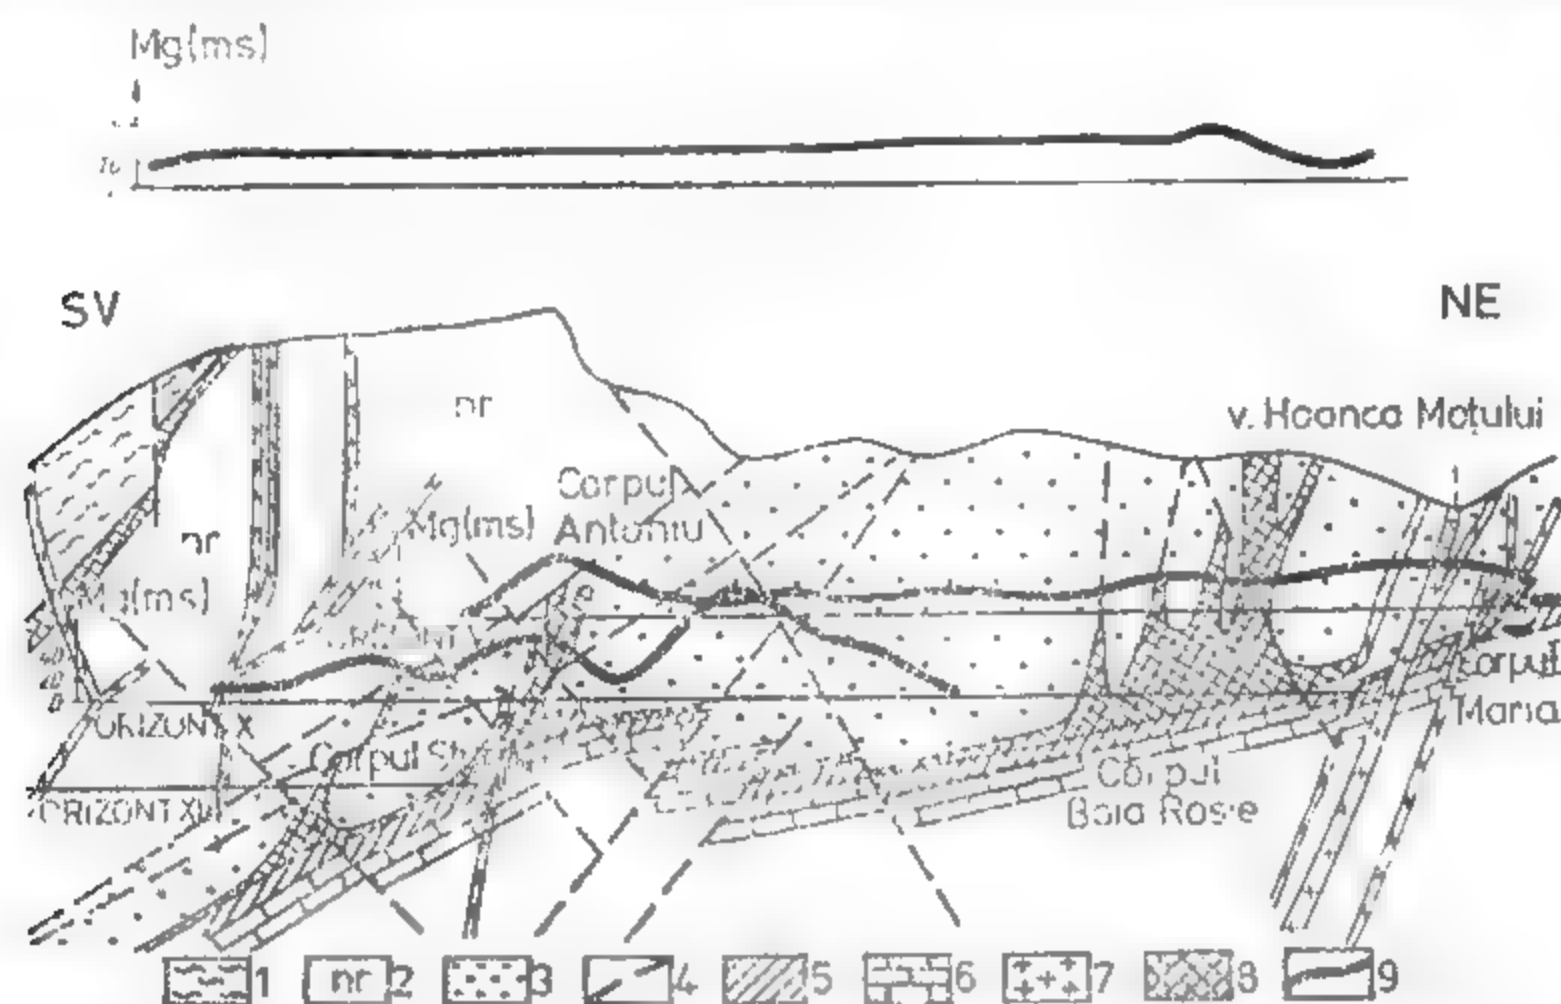 Mg(ms)
SV
NE
nr
v. Hoanca Moțului
Corpul
Antoniu
Mg(ms)
nr
Mg(ms)
ORIZONT X
Corpul
ORIZONT XII
Corpul
Baia Roșie
Corpul
Maria
1 nr 2 3 4 5 6 7 8 9